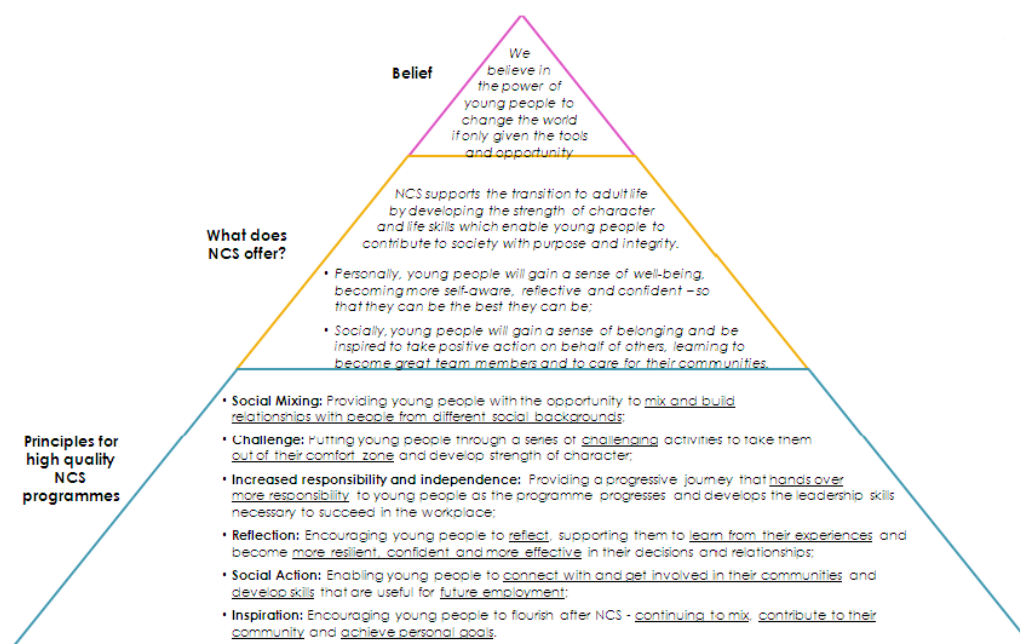 Belief
We
believe in
the power of
young people to
change the world
if only given the tools
and opportunity
What does
NCS offer?
NCS supports the transition to adult life
by developing the strength of character
and life skills which enable young people to
contribute to society with purpose and integrity.
• Personally, young people will gain a sense of well-being,
becoming more self-aware, reflective and confident – so
that they can be the best they can be;
• Socially, young people will gain a sense of belonging and be
inspired to take positive action on behalf of others, learning to
become great team members and to care for their communities.
Principles for
high quality
NCS
programmes
• Social Mixing: Providing young people with the opportunity to mix and build
relationships with people from different social backgrounds;
• Challenge: Putting young people through a series of challenging activities to take them
out of their comfort zone and develop strength of character;
• Increased responsibility and independence: Providing a progressive journey that hands over
more responsibility to young people as the programme progresses and develops the leadership skills
necessary to succeed in the workplace;
• Reflection: Encouraging young people to reflect, supporting them to learn from their experiences and
become more resilient, confident and more effective in their decisions and relationships;
• Social Action: Enabling young people to connect with and get involved in their communities and
develop skills that are useful for future employment;
• Inspiration: Encouraging young people to flourish after NCS - continuing to mix, contribute to their
community and achieve personal goals.